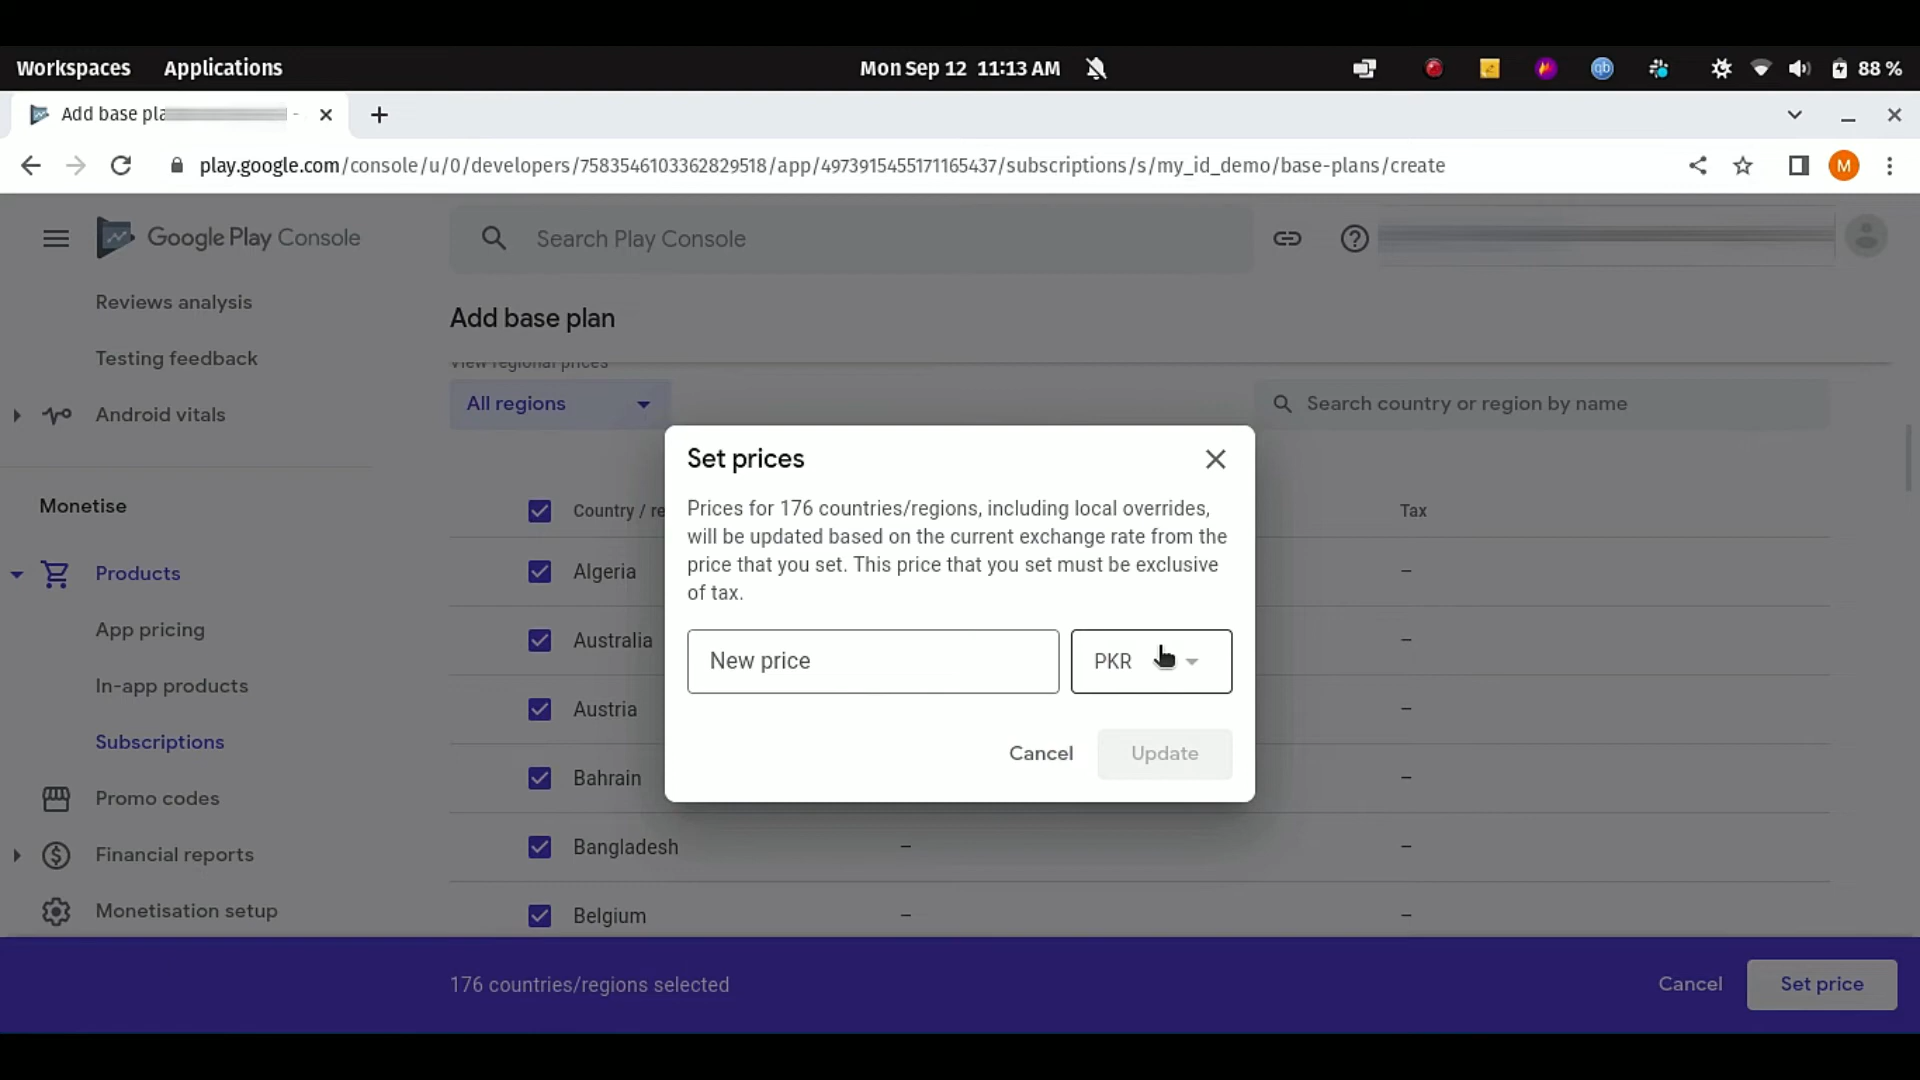 Workspaces Applications Mon Sep 12 11:13 AM 88 %
Add base pla -
play.google.com/console/u/0/developers/7583546103362829518/app/4973915455171165437/subscriptions/s/my_id_demo/base-plans/create
M
qb
Google Play Console
Search Play Console
Reviews analysis
Testing feedback
Android vitals
Monetise
Products
App pricing
In-app products
Subscriptions
Promo codes
Financial reports
Monetisation setup
Add base plan
View regional prices
All regions
Search country or region by name
Country / re
Tax
Algeria –
Australia –
Austria –
Bahrain –
Bangladesh – –
Belgium – –
Set prices
Prices for 176 countries/regions, including local overrides,
will be updated based on the current exchange rate from the
price that you set. This price that you set must be exclusive
of tax.
New price PKR
Cancel Update
176 countries/regions selected
Cancel Set price